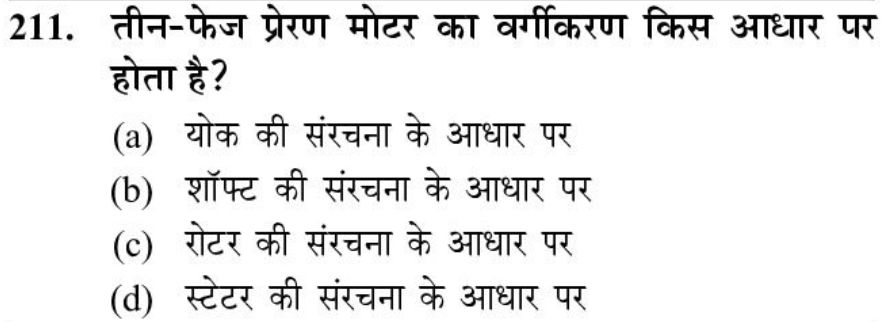 211. तीन-फेज प्रेरण मोटर का वर्गीकरण किस आधार पर
होता है?
(a) योक की संरचना के आधार पर
(b) शॉफ्ट की संरचना के आधार पर
(c) रोटर की संरचना के आधार पर
(d) स्टेटर की संरचना के आधार पर